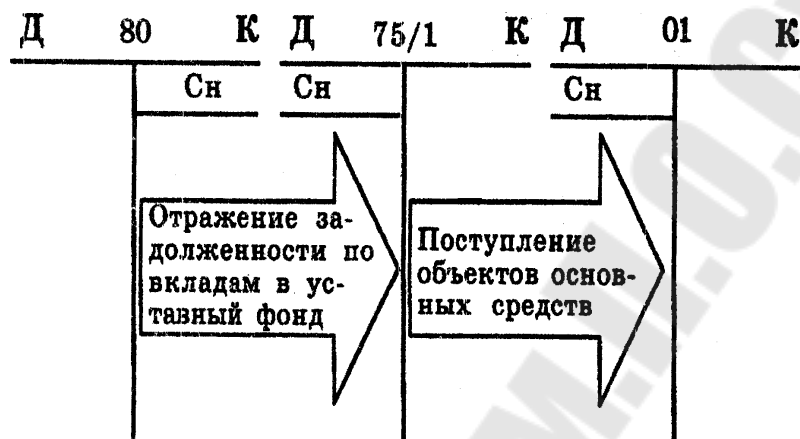 Д 80 К Д 75/1 К Д 01 К
Сн Сн Сн
Отражение за-
долженности по
вкладам в ус-
тавный фонд
Поступление
объектов основ-
ных средств